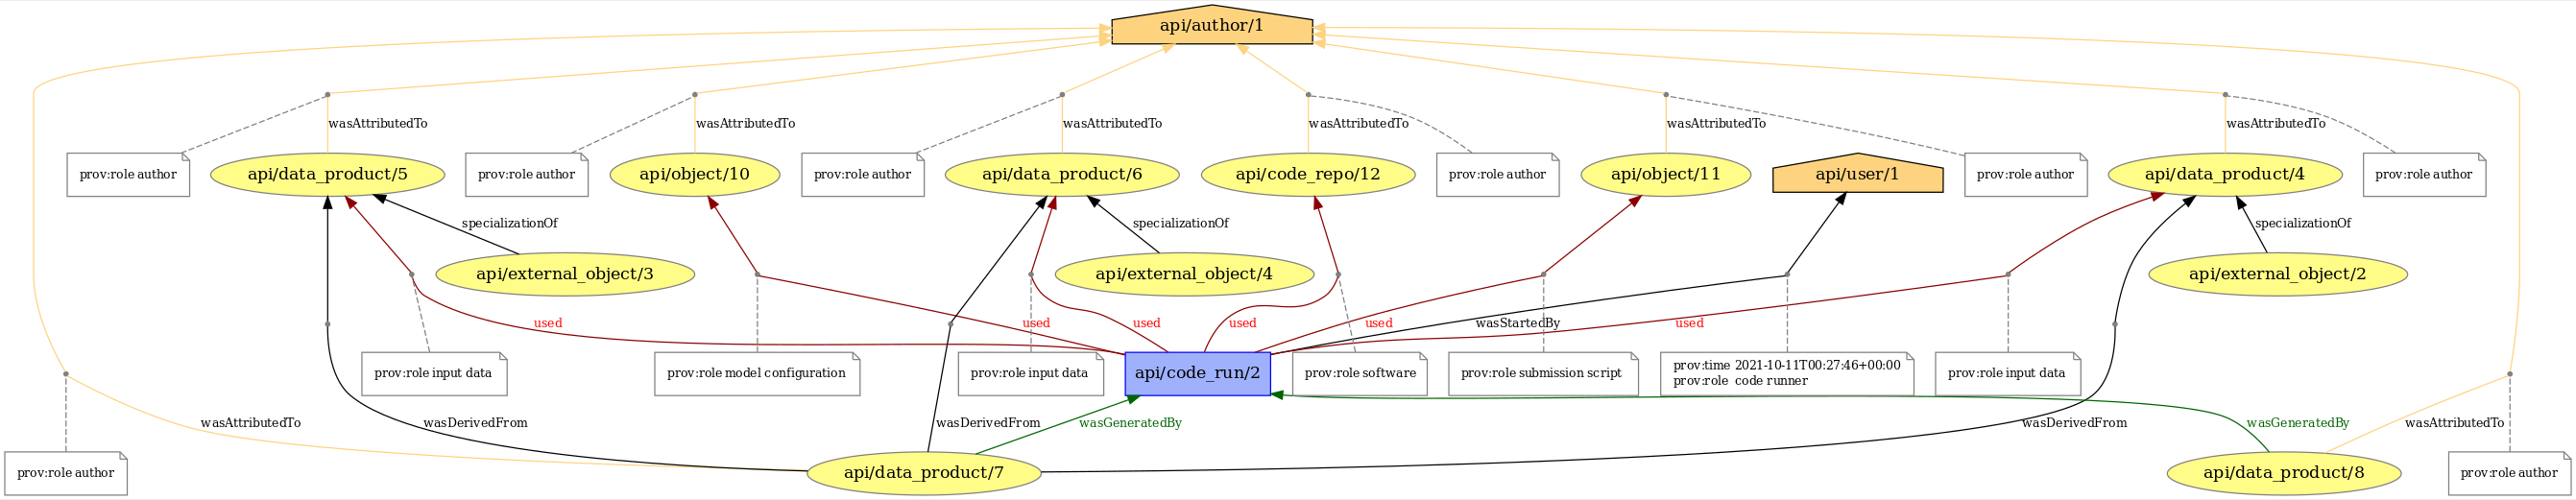 api/author/1
wasAttributedTo
wasAttributedTo
wasAttributedTo
wasAttributedTo
wasAttributedTo
wasAttributedTo
prov:role author
api/data_product/5
prov:role author
api/object/10
prov:role author
api/data_product/6
api/code_repo/12
prov:role author
api/object/11
api/user/1
prov:role author
api/data_product/4
prov:role author
specializationOf
specializationOf
specializationOf
api/external_object/3
api/external_object/4
api/external_object/2
used
used
used
used
used
wasStartedBy
used
prov:role input data
prov:role model configuration
prov:role input data
api/code_run/2
prov:role software
prov:role submission script
prov:time 2021-10-11T00:27:46+00:00
prov:role code runner
prov:role input data
wasAttributedTo
wasDerivedFrom
wasDerivedFrom
wasGeneratedBy
wasDerivedFrom
wasGeneratedBy
wasAttributedTo
prov:role author
api/data_product/7
api/data_product/8
prov:role author